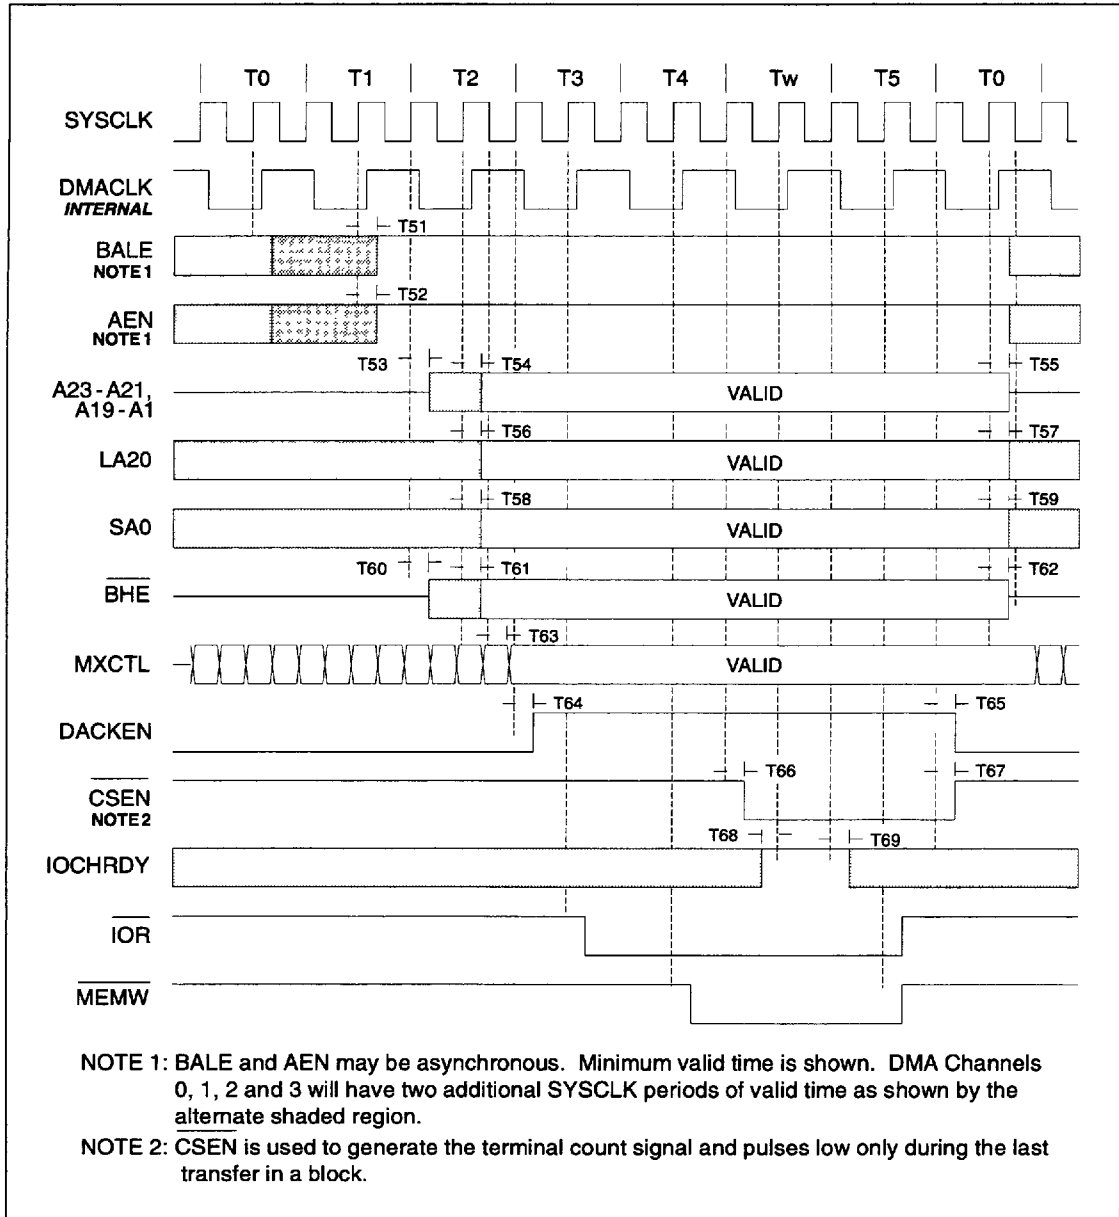 T0 T1 T2 T3 T4 Tw T5 T0
SYSCLK
DMACLK
INTERNAL
T51
BALE
NOTE 1
T52
AEN
NOTE 1
T53 T54 T55
A23 - A21,
A19 - A1
VALID
T56 T57
LA20 VALID
T58 T59
SA0 VALID
T60 T61 T62
BHE VALID
T63
MXCTL VALID
T64 T65
DACKEN
T66 T67
CSEN
NOTE 2
T68 T69
IOCHRDY
IOR
MEMW
NOTE 1: BALE and AEN may be asynchronous. Minimum valid time is shown. DMA Channels
0, 1, 2 and 3 will have two additional SYSCLK periods of valid time as shown by the
alternate shaded region.
NOTE 2: CSEN is used to generate the terminal count signal and pulses low only during the last
transfer in a block.